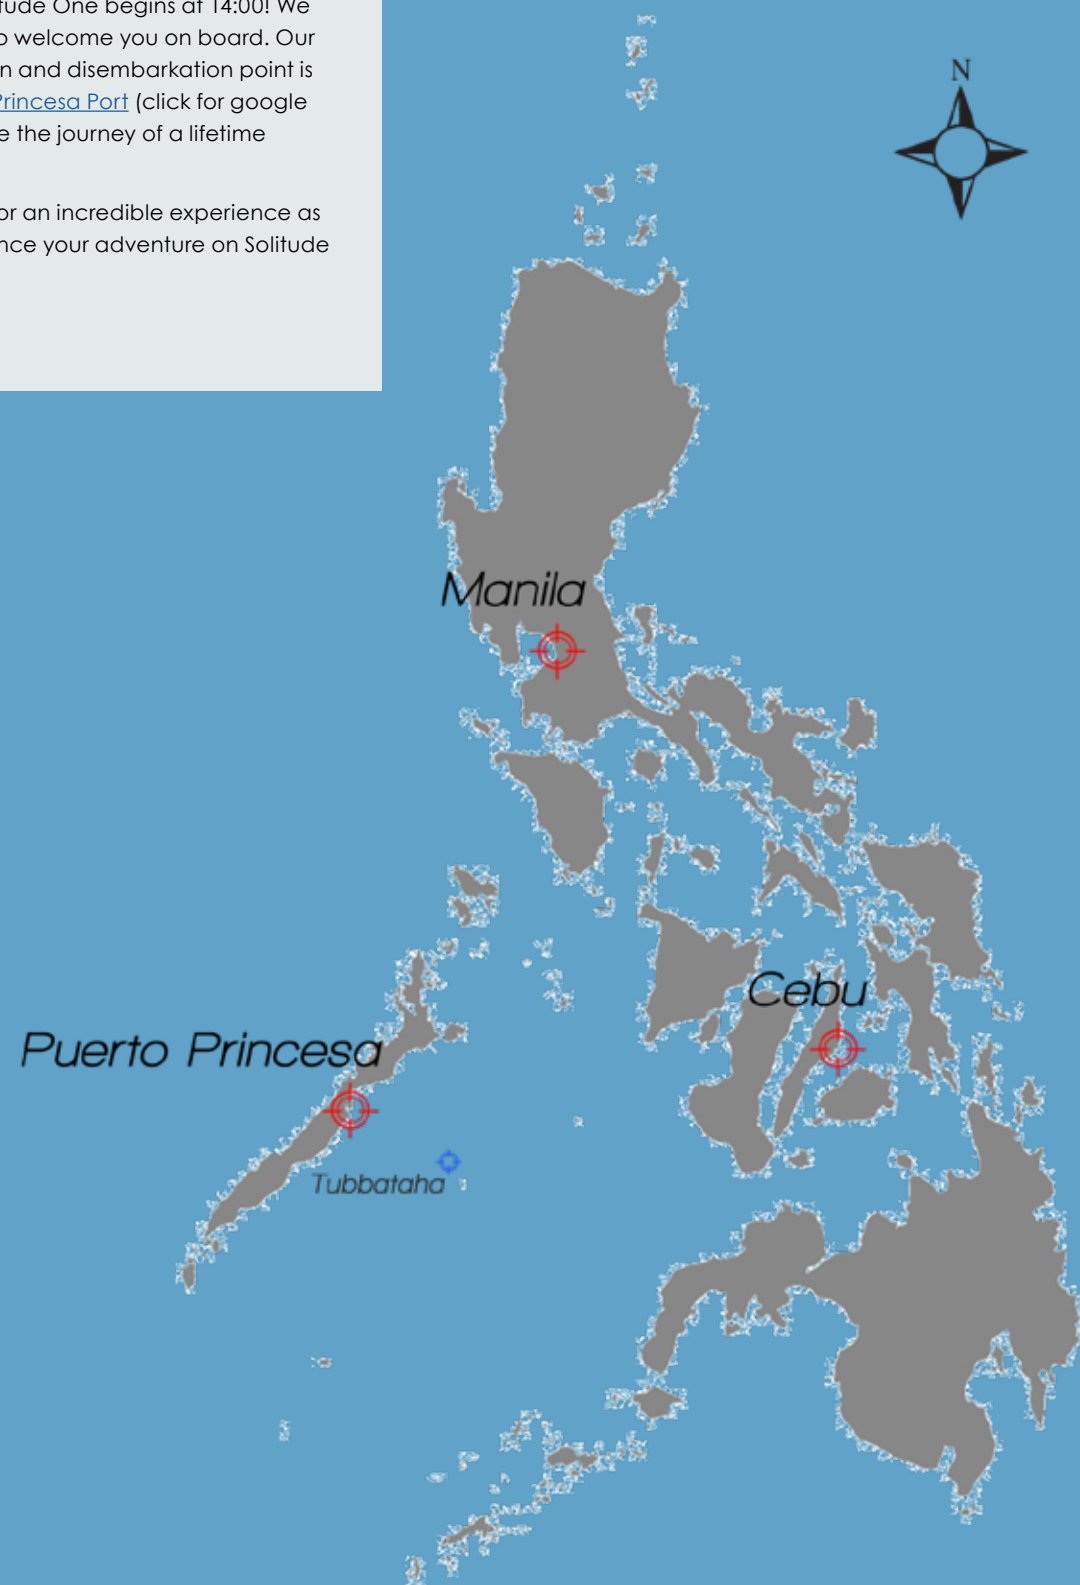 tude One begins at 14:00! We
o welcome you on board. Our
n and disembarkation point is
Princesa Port (click for google
e the journey of a lifetime
or an incredible experience as
nce your adventure on Solitude
N
Manila
Cebu
Puerto Princesa
Tubbataha